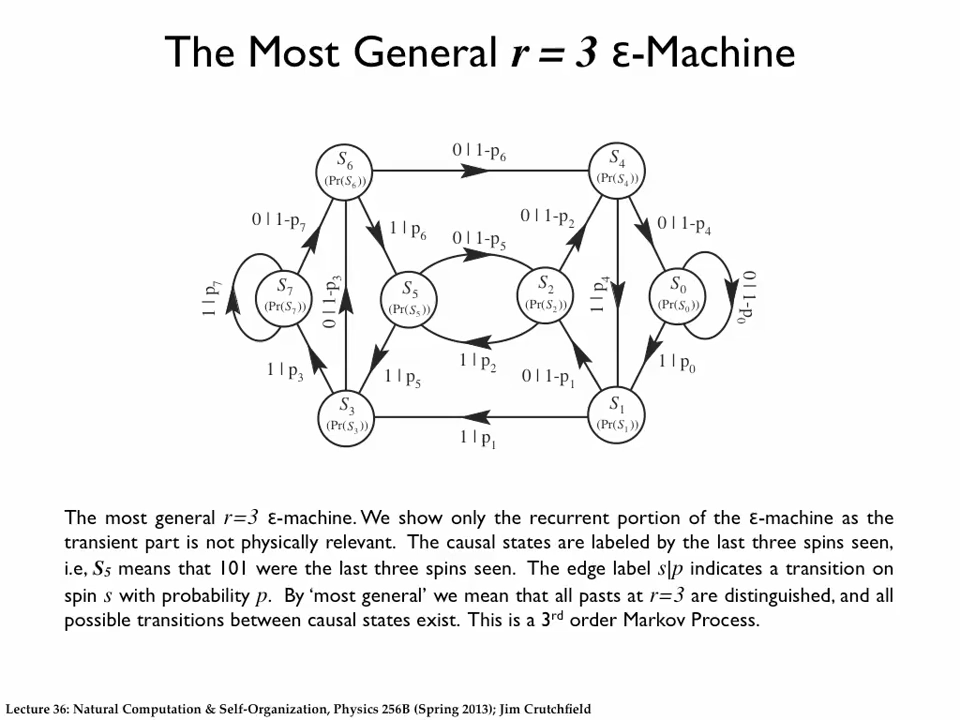 The Most General r = 3 ε-Machine
S6
(Pr(S6))
0 | 1-p6
S4
(Pr(S4))
0 | 1-p7
1 | p6
0 | 1-p5
0 | 1-p2
0 | 1-p4
1 | p7
S7
(Pr(S7))
0 | 1-p3
S5
(Pr(S5))
S2
(Pr(S2))
1 | p4
S0
(Pr(S0))
0 | 1-p0
1 | p3
1 | p5
1 | p2
0 | 1-p1
1 | p0
S3
(Pr(S3))
1 | p1
S1
(Pr(S1))
The most general r=3 ε-machine. We show only the recurrent portion of the ε-machine as the
transient part is not physically relevant. The causal states are labeled by the last three spins seen,
i.e, S5 means that 101 were the last three spins seen. The edge label s|p indicates a transition on
spin s with probability p. By ‘most general’ we mean that all pasts at r=3 are distinguished, and all
possible transitions between causal states exist. This is a 3rd order Markov Process.
Lecture 36: Natural Computation & Self-Organization, Physics 256B (Spring 2013); Jim Crutchfield